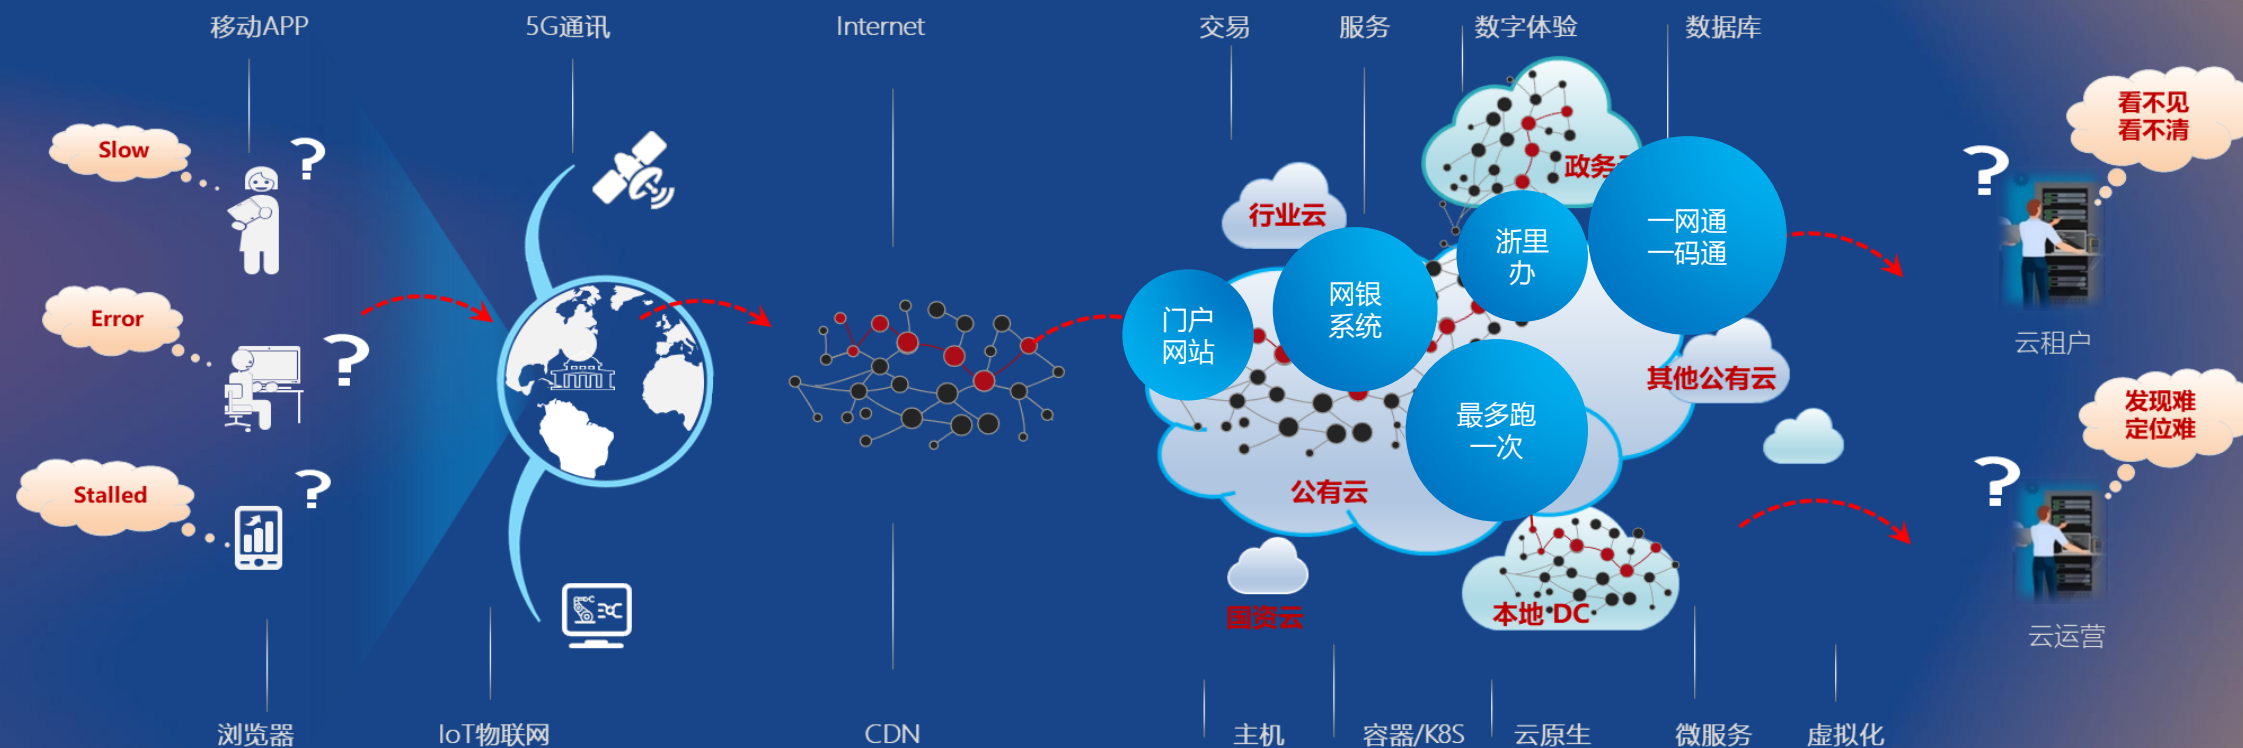 移动APP
5G通讯
Internet
交易
服务
数字体验
数据库
Slow
Error
Stalled
看不见
看不清
政务
行业云
浙里
办
一网通
一码通
门户
网站
网银
系统
其他公有云
最多跑
一次
公有云
国资云
本地 DC
云租户
发现难
定位难
云运营
浏览器
IoT物联网
CDN
主机
容器/K8S
云原生
微服务
虚拟化